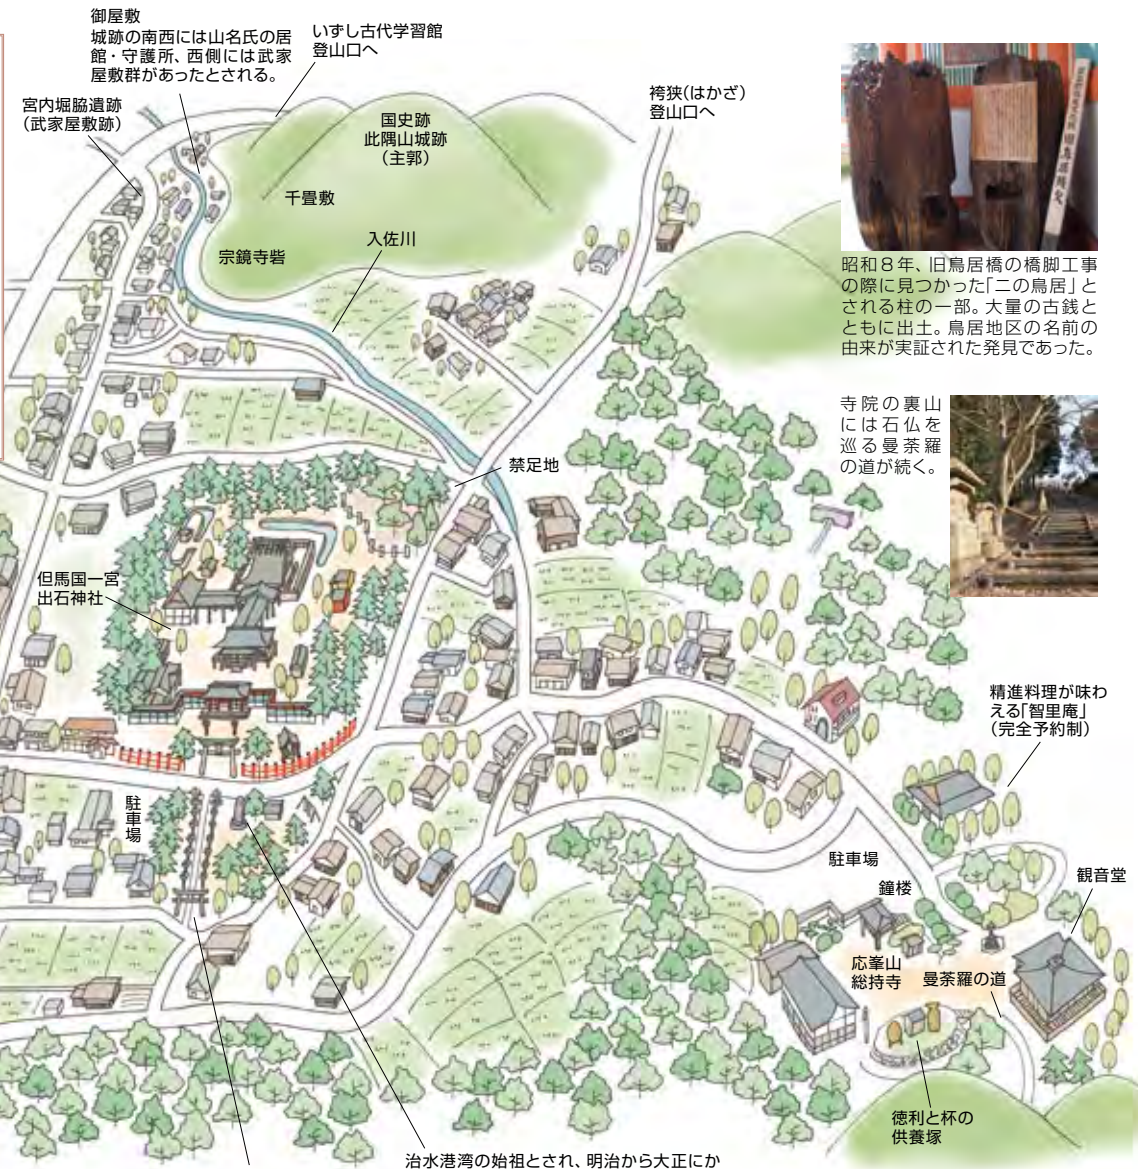 御屋敷
城跡の南西には山名氏の居
館・守護所、西側には武家
屋敷群があったとされる。
いずし古代学習館
登山口へ
宮内堀脇遺跡
(武家屋敷跡)
国史跡
此隅山城跡
(主郭)
袴狭(はかざ)
登山口へ
千畳敷
宗鏡寺砦
入佐川
昭和8年、旧鳥居橋の橋脚工事
の際に見つかった「二の鳥居」と
される柱の一部。大量の古銭と
ともに出土。鳥居地区の名前の
由来が実証された発見であった。
寺院の裏山
には石仏を
巡る曼荼羅
の道が続く。
禁足地
但馬国一宮
出石神社
精進料理が味わ
える「智里庵」
(完全予約制)
駐車場
駐車場
鐘楼
観音堂
応峯山
総持寺
曼荼羅の道
徳利と杯の
供養塚
治水港湾の始祖とされ、明治から大正にか